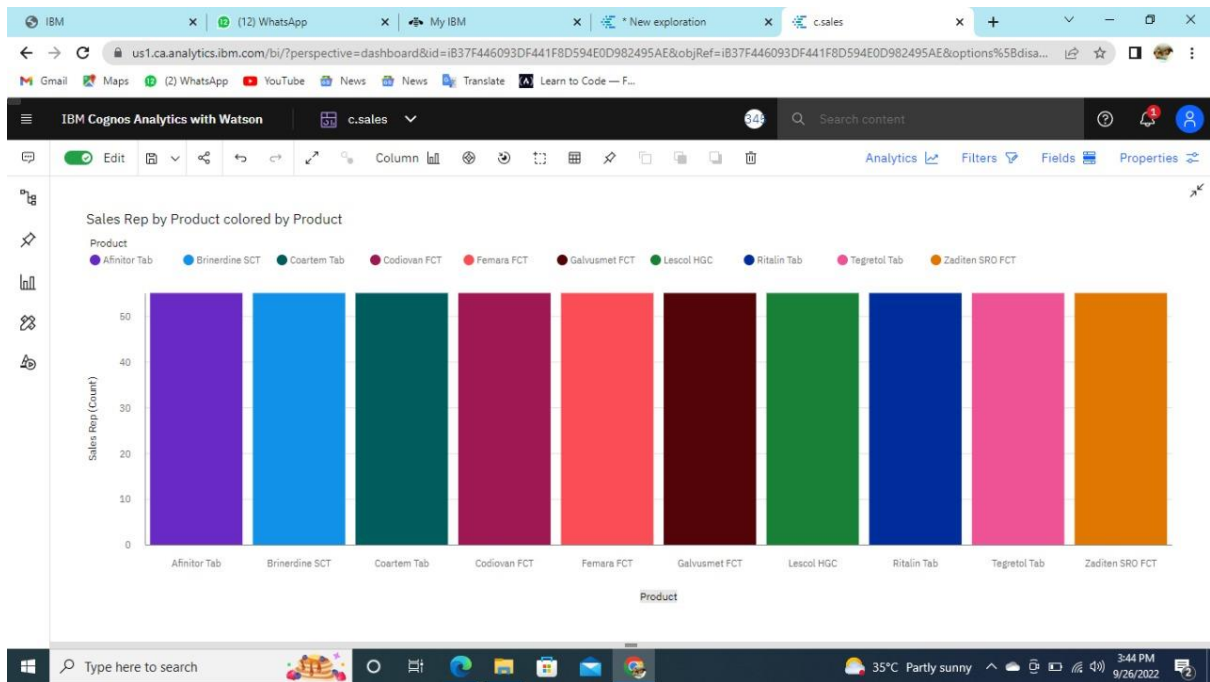 IBM (12) WhatsApp My IBM * New exploration c.sales
us1.ca.analytics.ibm.com/bi/?perspective=dashboard&id=iB37F446093DF441F8D594E0D982495AE&objRef=iB37F446093DF441F8D594E0D982495AE&options%5Bdisa...
Gmail Maps (2) WhatsApp YouTube News News Translate Learn to Code — F...
IBM Cognos Analytics with Watson c.sales Search content 1
Edit Column Analytics Filters Fields Properties
Sales Rep by Product colored by Product
Product
Afinitor Tab Brinerdine SCT Coartem Tab Codiovan FCT Femara FCT Galvusmet FCT Lescol HGC Ritalin Tab Tegretol Tab Zaditen SRO FCT
50
40
30
20
10
0
Sales Rep (Count)
Afinitor Tab Brinerdine SCT Coartem Tab Codiovan FCT Femara FCT Galvusmet FCT Lescol HGC Ritalin Tab Tegretol Tab Zaditen SRO FCT
Product
Type here to search 35°C Partly sunny 3:44 PM
9/26/2022 2